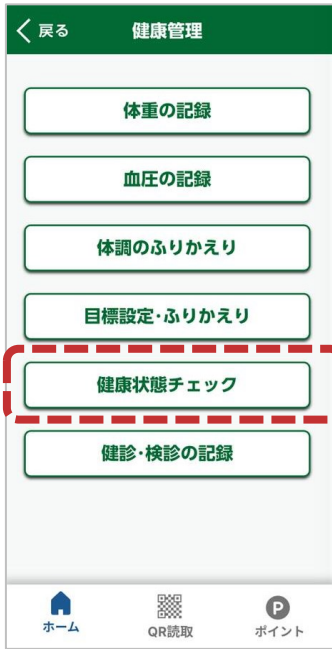 戻る 健康管理
体重の記録
血圧の記録
体調のふりかえり
目標設定・ふりかえり
健康状態チェック
健診・検診の記録
P
ホーム QR読取 ポイント